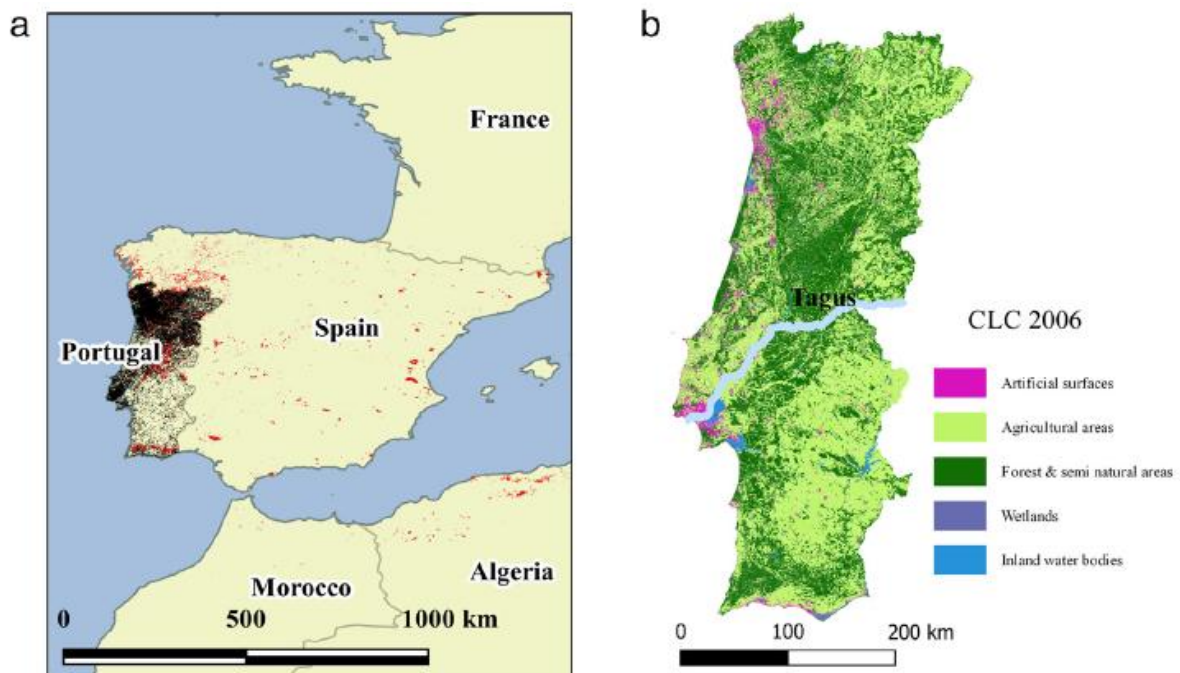 a
France
Spain
Portugal
Morocco
Algeria
0 500 1000 km
b
Tagus
CLC 2006
Artificial surfaces
Agricultural areas
Forest & semi natural areas
Wetlands
Inland water bodies
0 100 200 km